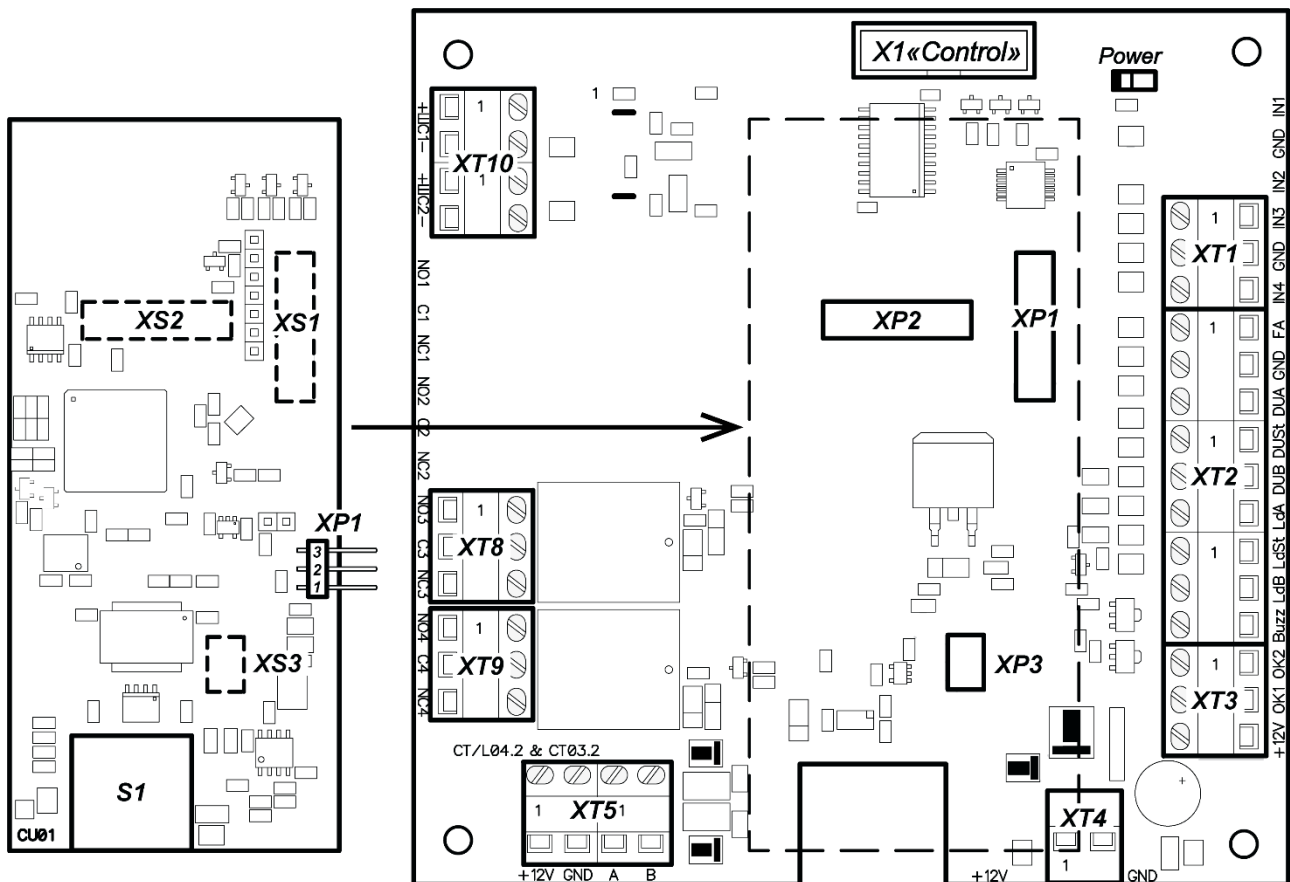 XS2
XS1
XP1
3
2
1
XS3
S1
CU01
X1«Control»
Power
1
+ШС1-
+ШС2-
1
XT10
1
NO1
C1
NC1
NO2
C2
NC2
NO3
C3
NC3
1
XT8
NO4
C4
NC4
1
XT9
CT/L04.2 & CT03.2
XT5
1
1
+12V GND A B
XP2
XP1
XP3
IN1
GND
IN2
IN3
GND
IN4
1
XT1
FA
GND
DUA
DUSt
DUB
LdA
LdSt
LdB
Buzz
1
1
XT2
1
OK2
OK1
+12V
1
XT3
+
XT4
1
+12V
GND